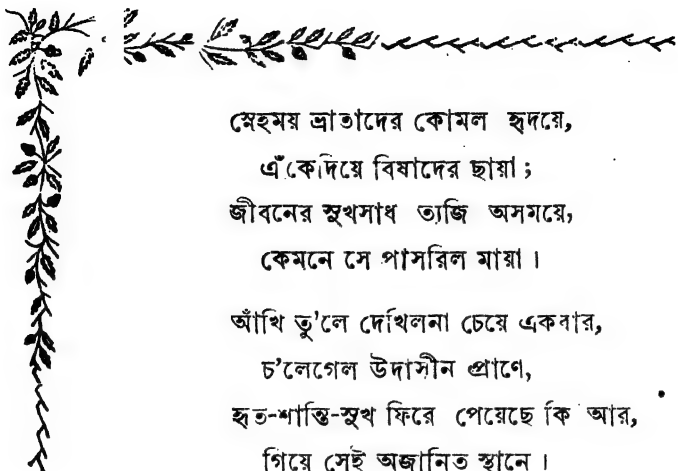 স্নেহময় ভ্রাতাদের কোমল হৃদয়ে,
এঁকেদিয়ে বিষাদের ছায়া ;
জীবনের সুখসাধ ত্যজি অসময়ে,
কেমনে সে পাসরিল মায়া ।
আঁখি তু'লে দেখিলনা চেয়ে একবার,
চ'লেগেল উদাসীন প্রাণে,
হৃত-শান্তি-সুখ ফিরে পেয়েছে কি আর,
গিয়ে সেই অজানিত স্থানে ।